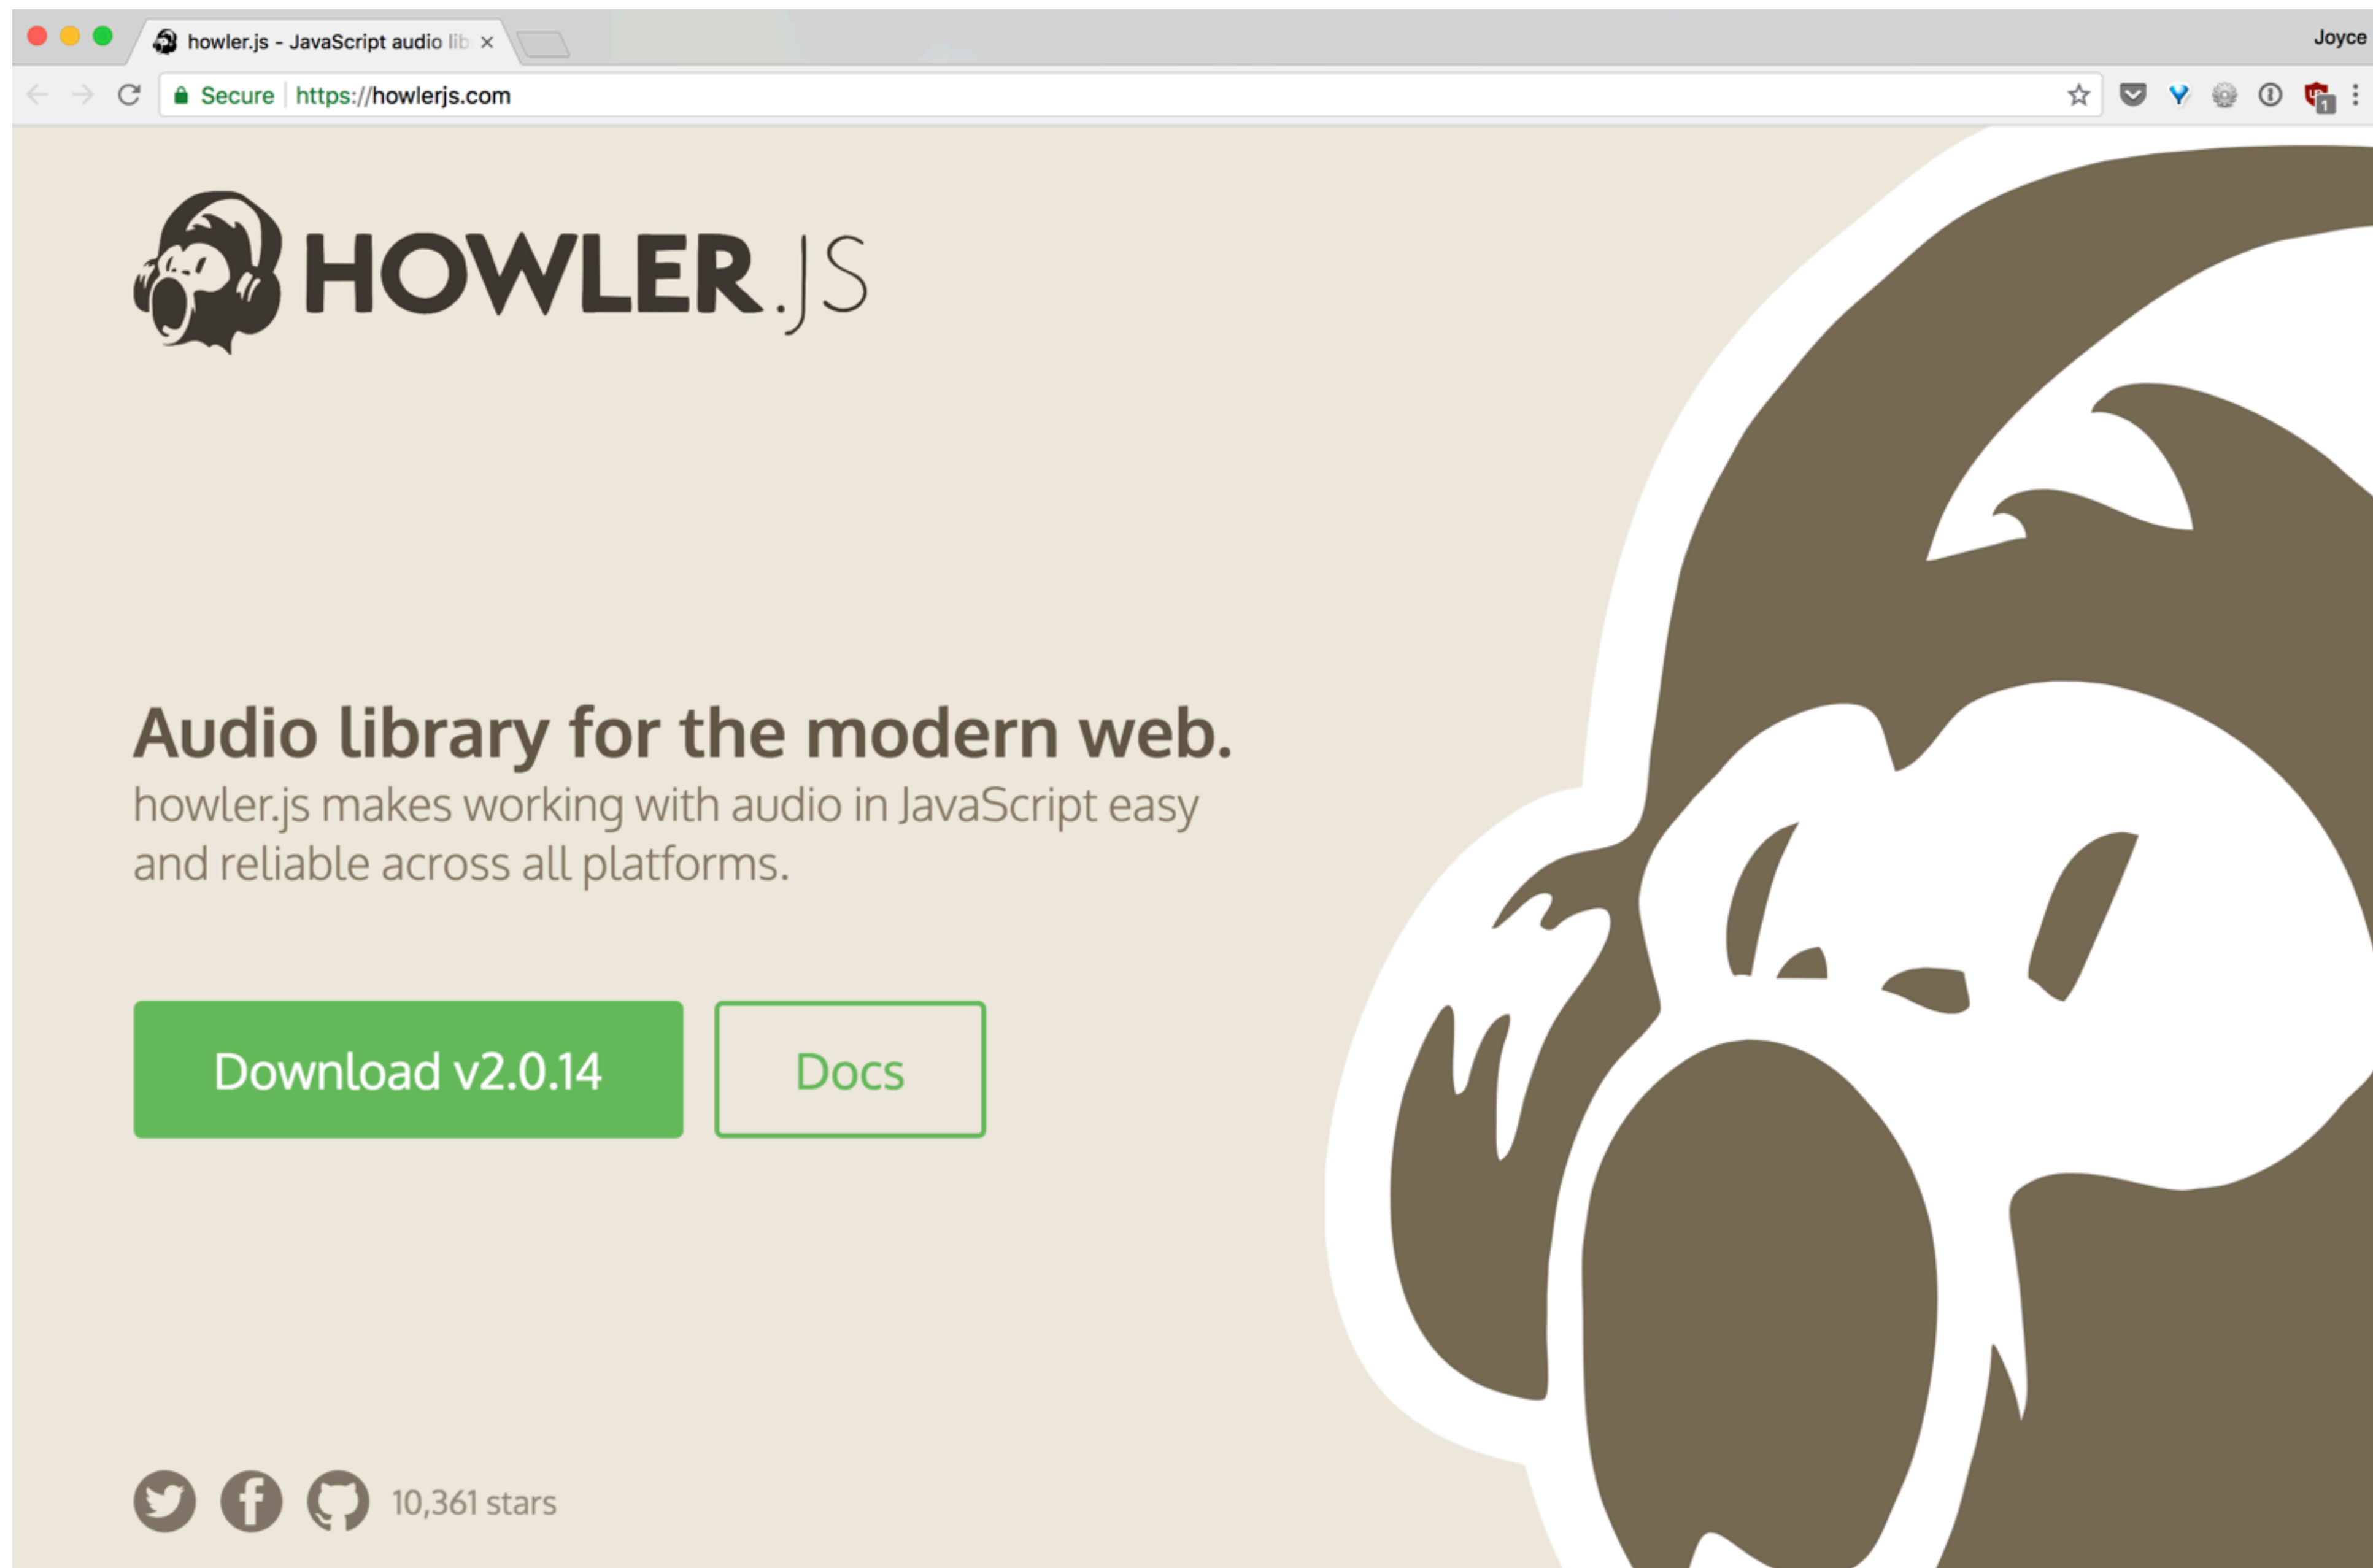 howler.js - JavaScript audio lib
Joyce
Secure https://howlerjs.com
1
HOWLER.JS
Audio library for the modern web.
howler.js makes working with audio in JavaScript easy
and reliable across all platforms.
Download v2.0.14
Docs
10,361 stars